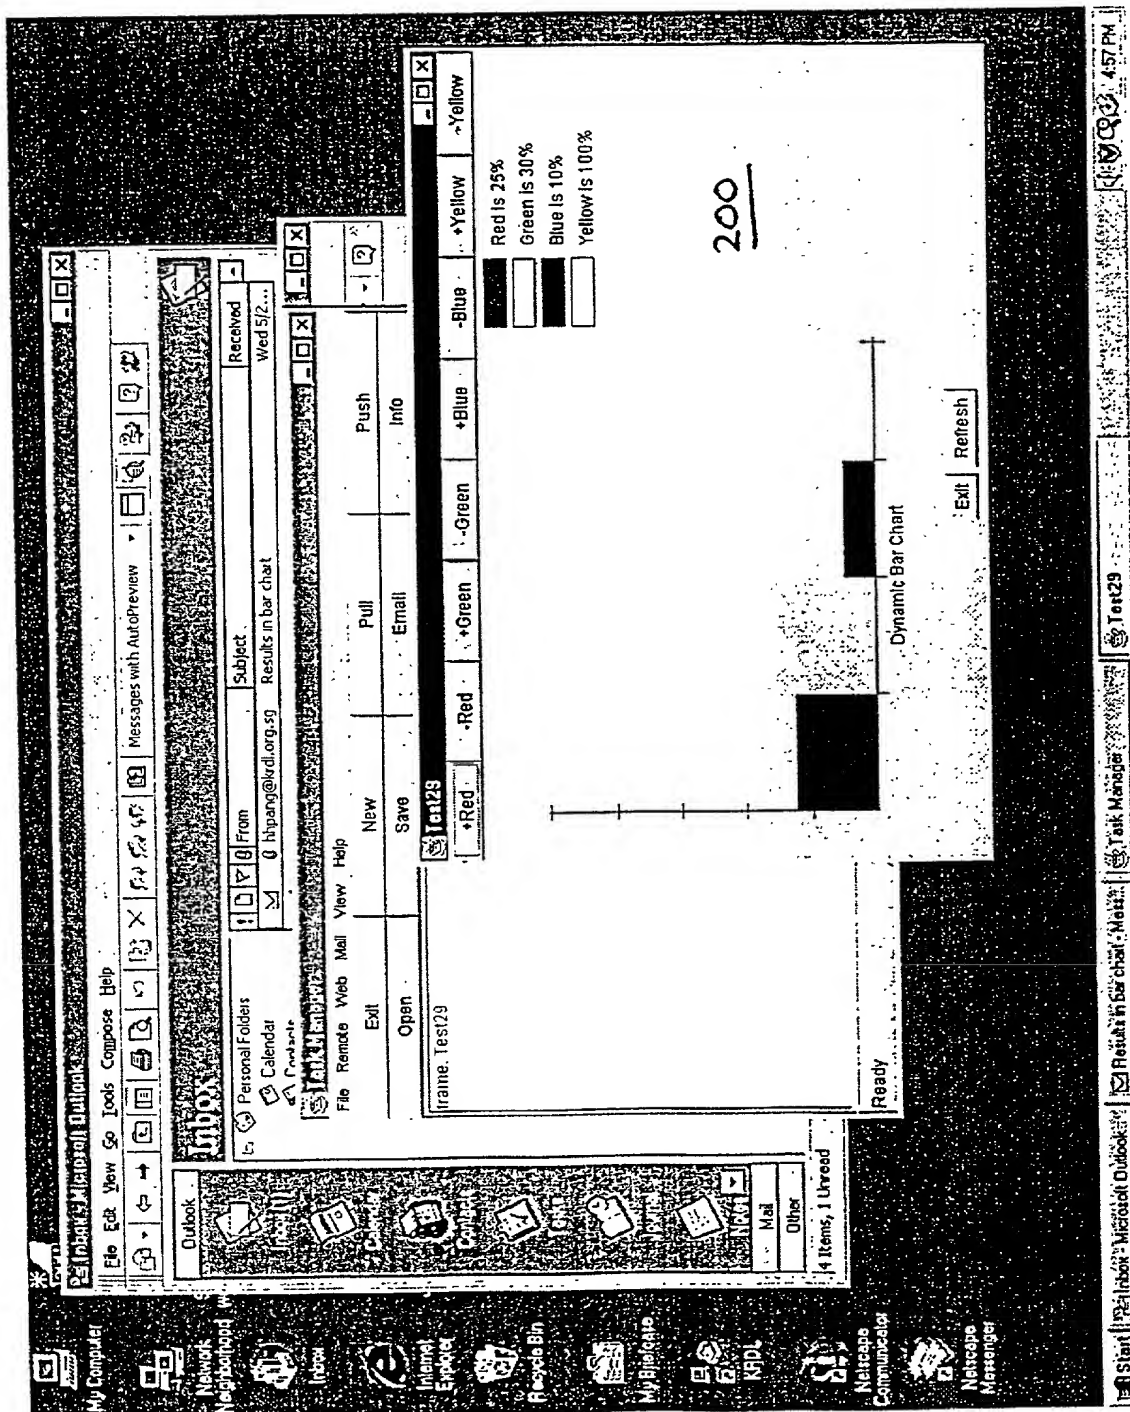 My Computer
Network
Neighborhood
Inbox
Internet
Explorer
Recycle Bin
My Briefcase
KRDL
Netscape
Communicator
Netscape
Messenger
Inbox - Microsoft Outlook
File Edit View Go Tools Compose Help
Messages with AutoPreview
Outlook
Mail
Other
4 Items, 1 Unread
Inbox
Personal Folders
Calendar
Contacts
! From Subject Received
hhpang@krdl.org.sg Results in bar chart Wed 5/2...
Task Manager
File Remote Web Mail View Help
Exit New Pull Push
Open Save Email Info
frame. Test29
Ready
Test29
+Red -Red +Green -Green +Blue -Blue +Yellow -Yellow
Red is 25%
Green is 30%
Blue is 10%
Yellow is 100%
200
Dynamic Bar Chart
Exit Refresh
Start Inbox - Microsoft Outlook Results in bar chart - Mess... Task Manager Test29 4:57 PM